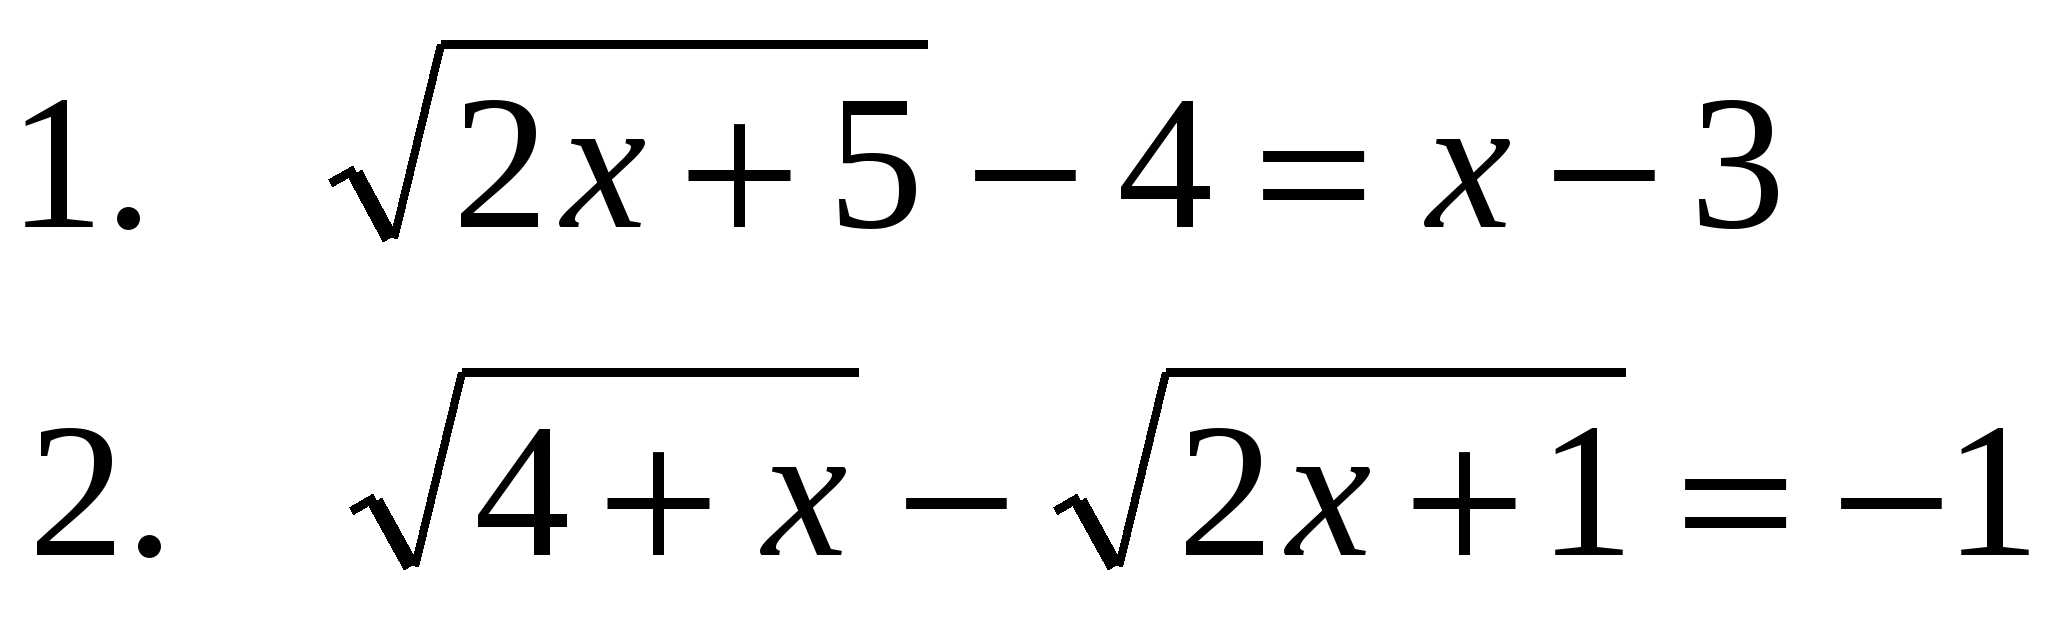 1. √(2x + 5) − 4 = x − 3
2. √(4 + x) − √(2x + 1) = −1